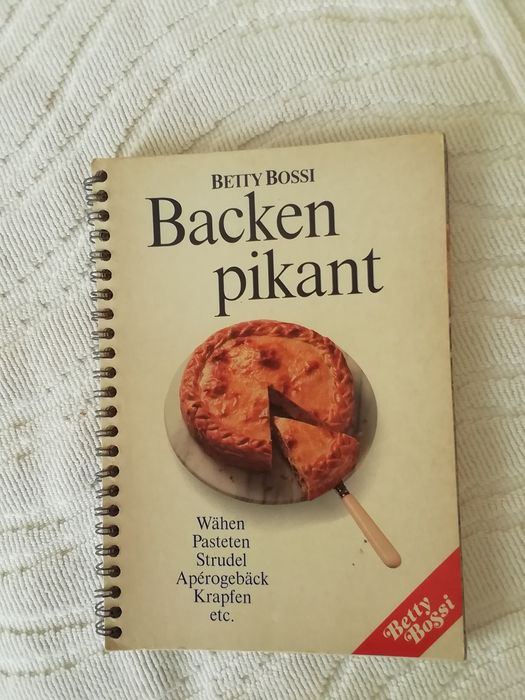 BETTY BOSSI
Backen
pikant
Wähen
Pasteten
Strudel
Apérogebäck
Krapfen
etc.
Betty
Bossi